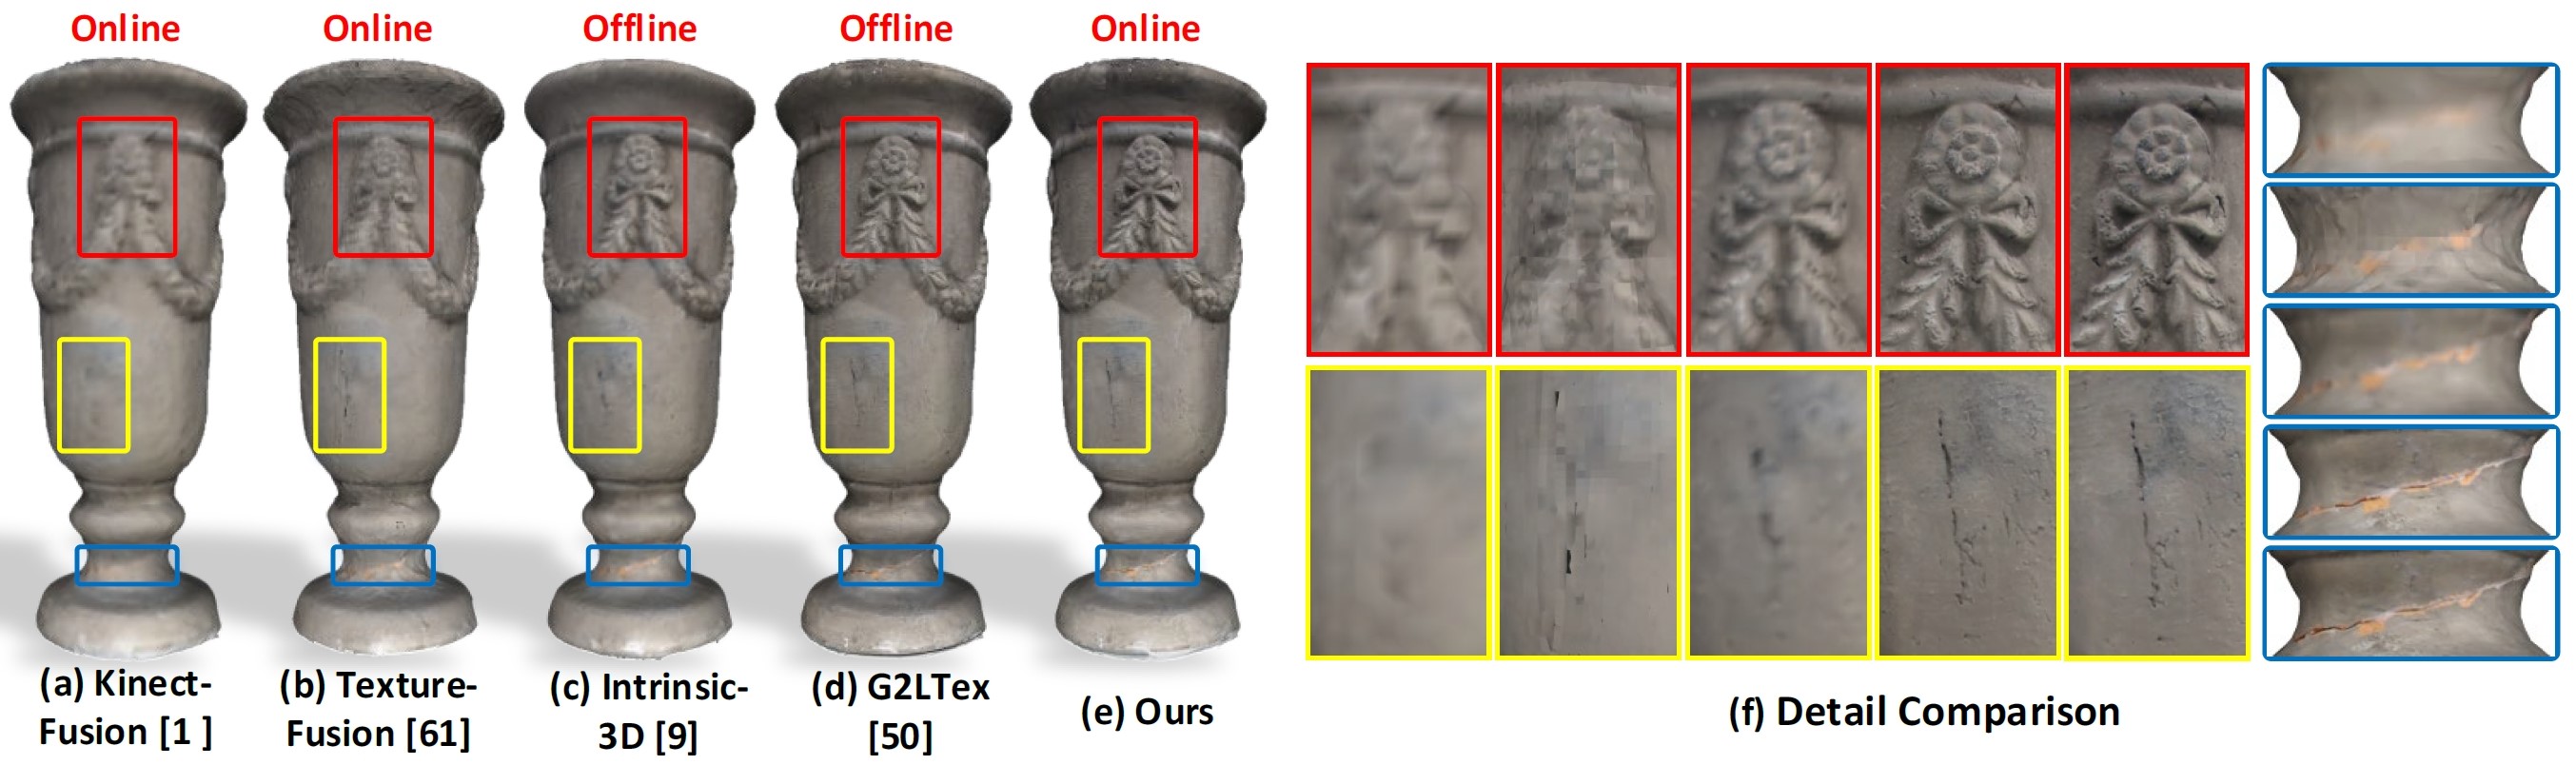 Online
Online
Offline
Offline
Online
(a) Kinect-
Fusion [1 ]
(b) Texture-
Fusion [61]
(c) Intrinsic-
3D [9]
(d) G2LTex
[50]
(e) Ours
(f) Detail Comparison